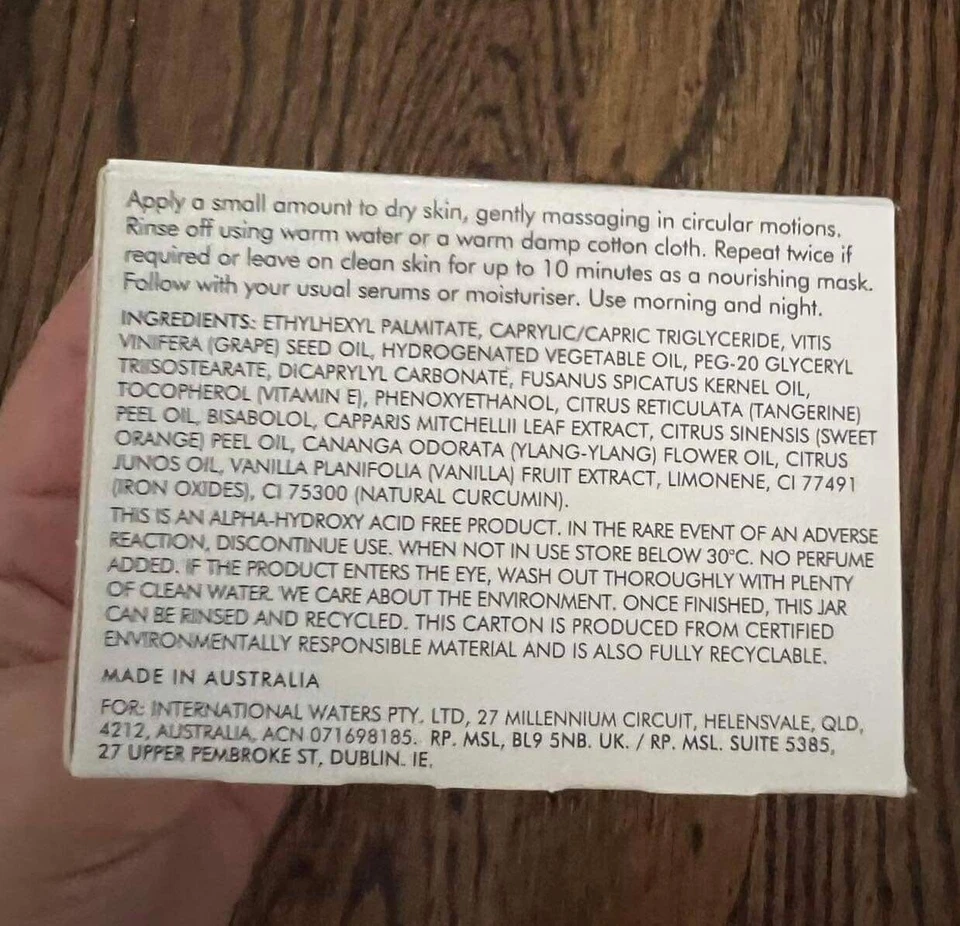 Apply a small amount to dry skin, gently massaging in circular motions.
Rinse off using warm water or a warm damp cotton cloth. Repeat twice if
required or leave on clean skin for up to 10 minutes as a nourishing mask.
Follow with your usual serums or moisturiser. Use morning and night.
INGREDIENTS: ETHYLHEXYL PALMITATE, CAPRYLIC/CAPRIC TRIGLYCERIDE, VITIS
VINIFERA (GRAPE) SEED OIL, HYDROGENATED VEGETABLE OIL, PEG-20 GLYCERYL
TRIISOSTEARATE, DICAPRYLYL CARBONATE, FUSANUS SPICATUS KERNEL OIL,
TOCOPHEROL (VITAMIN E), PHENOXYETHANOL, CITRUS RETICULATA (TANGERINE)
PEEL OIL, BISABOLOL, CAPPARIS MITCHELLII LEAF EXTRACT, CITRUS SINENSIS (SWEET
ORANGE) PEEL OIL, CANANGA ODORATA (YLANG-YLANG) FLOWER OIL, CITRUS
JUNOS OIL, VANILLA PLANIFOLIA (VANILLA) FRUIT EXTRACT, LIMONENE, CI 77491
(IRON OXIDES), CI 75300 (NATURAL CURCUMIN).
THIS IS AN ALPHA-HYDROXY ACID FREE PRODUCT. IN THE RARE EVENT OF AN ADVERSE
REACTION, DISCONTINUE USE. WHEN NOT IN USE STORE BELOW 30°C. NO PERFUME
ADDED. IF THE PRODUCT ENTERS THE EYE, WASH OUT THOROUGHLY WITH PLENTY
OF CLEAN WATER. WE CARE ABOUT THE ENVIRONMENT. ONCE FINISHED, THIS JAR
CAN BE RINSED AND RECYCLED. THIS CARTON IS PRODUCED FROM CERTIFIED
ENVIRONMENTALLY RESPONSIBLE MATERIAL AND IS ALSO FULLY RECYCLABLE.
MADE IN AUSTRALIA
FOR: INTERNATIONAL WATERS PTY. LTD, 27 MILLENNIUM CIRCUIT, HELENSVALE, QLD,
4212, AUSTRALIA, ACN 071698185. RP. MSL, BL9 5NB. UK. / RP. MSL. SUITE 5385,
27 UPPER PEMBROKE ST, DUBLIN. IE.